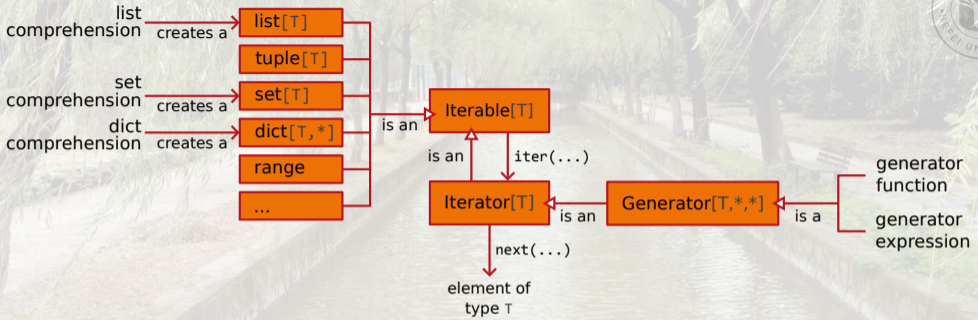 list
comprehension
creates a
list[T]
tuple[T]
set
comprehension
creates a
set[T]
dict
comprehension
creates a
dict[T,*]
range
...
is an
Iterable[T]
is an
iter(...)
Iterator[T]
is an
Generator[T,*,*]
is a
generator
function
generator
expression
next(...)
element of
type T